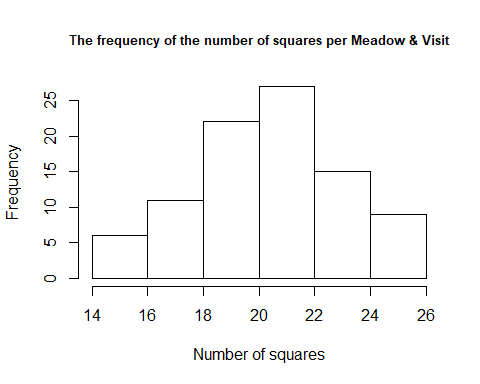 The frequency of the number of squares per Meadow & Visit
Frequency
25
20
15
10
5
0
14 16 18 20 22 24 26
Number of squares